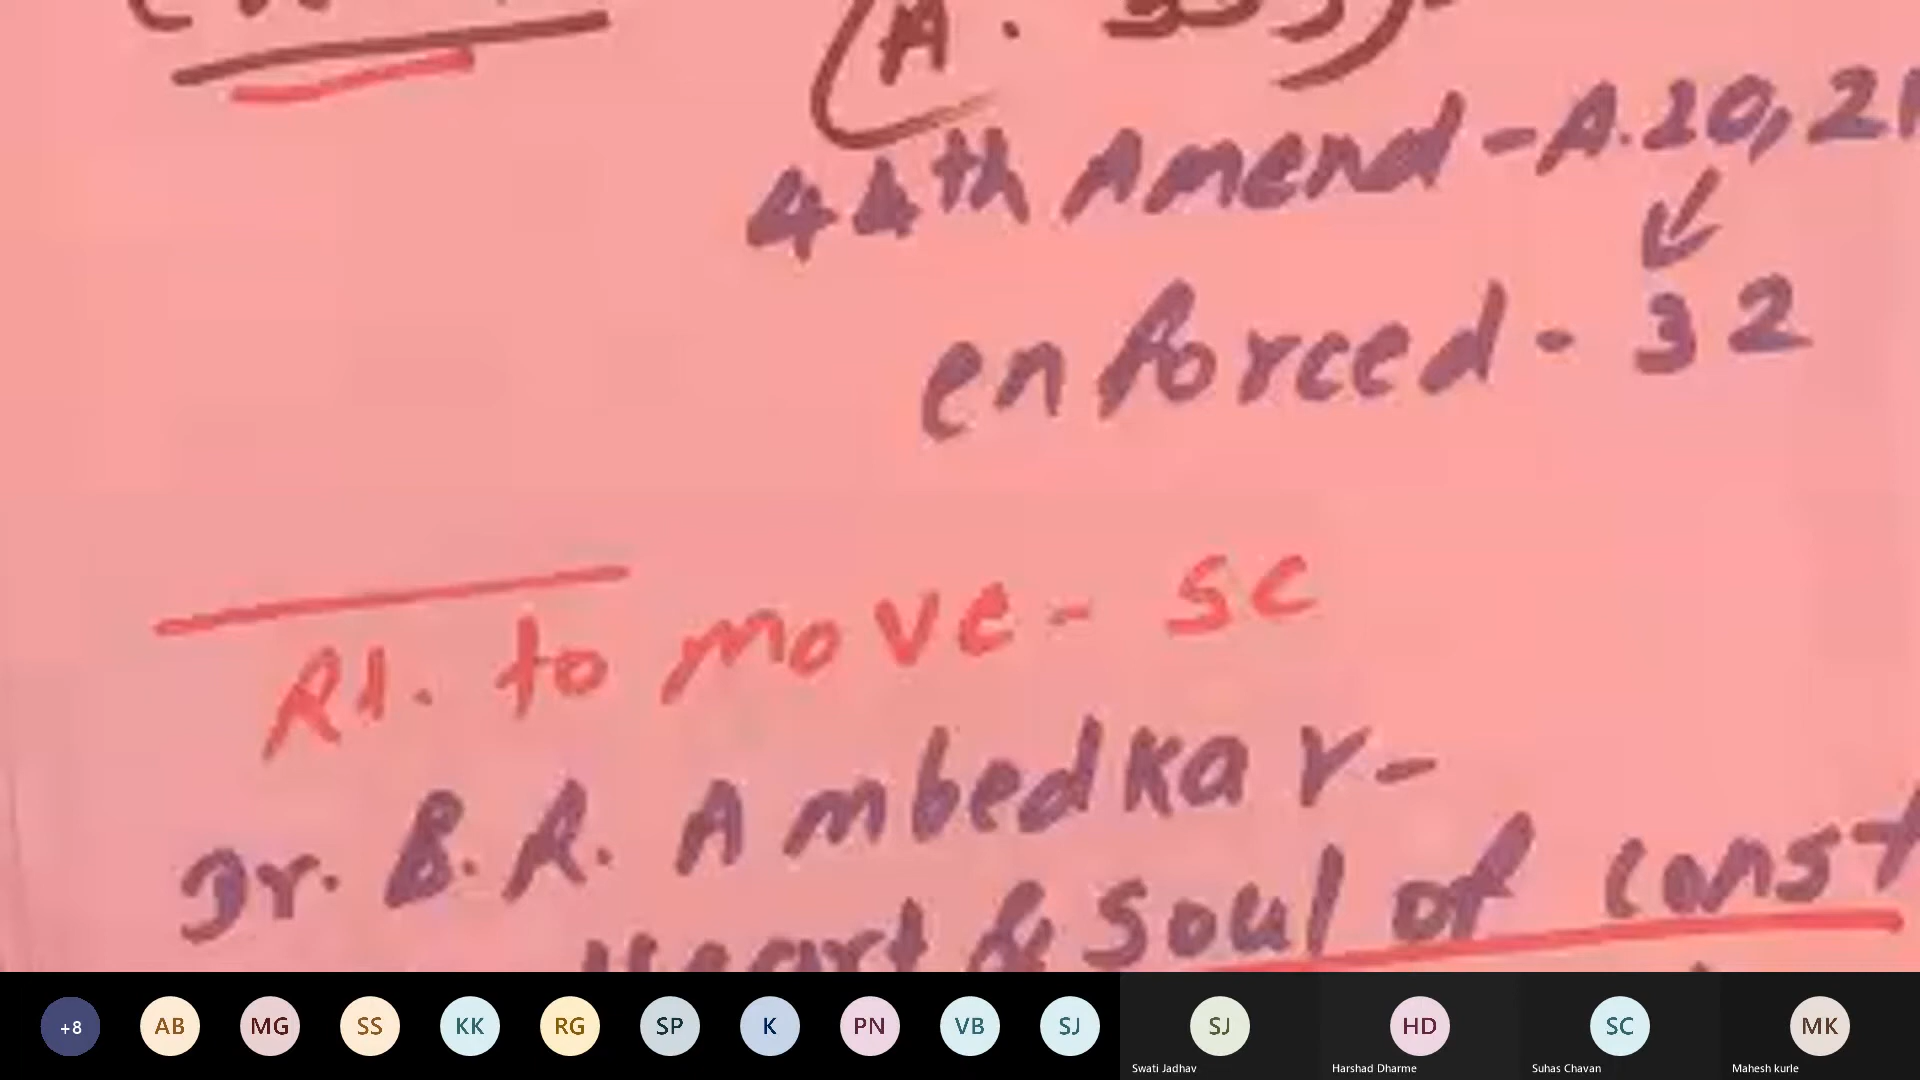 (A.
44th Amend - A. 20, 21
enforced - 32
Rt. to move - SC
Dr. B. R. Ambedkar -
Heart & Soul of Const
+8 AB MG SS KK RG SP K PN VB SJ SJ HD SC MK
Swati Jadhav Harshad Dharme Suhas Chavan Mahesh kurle